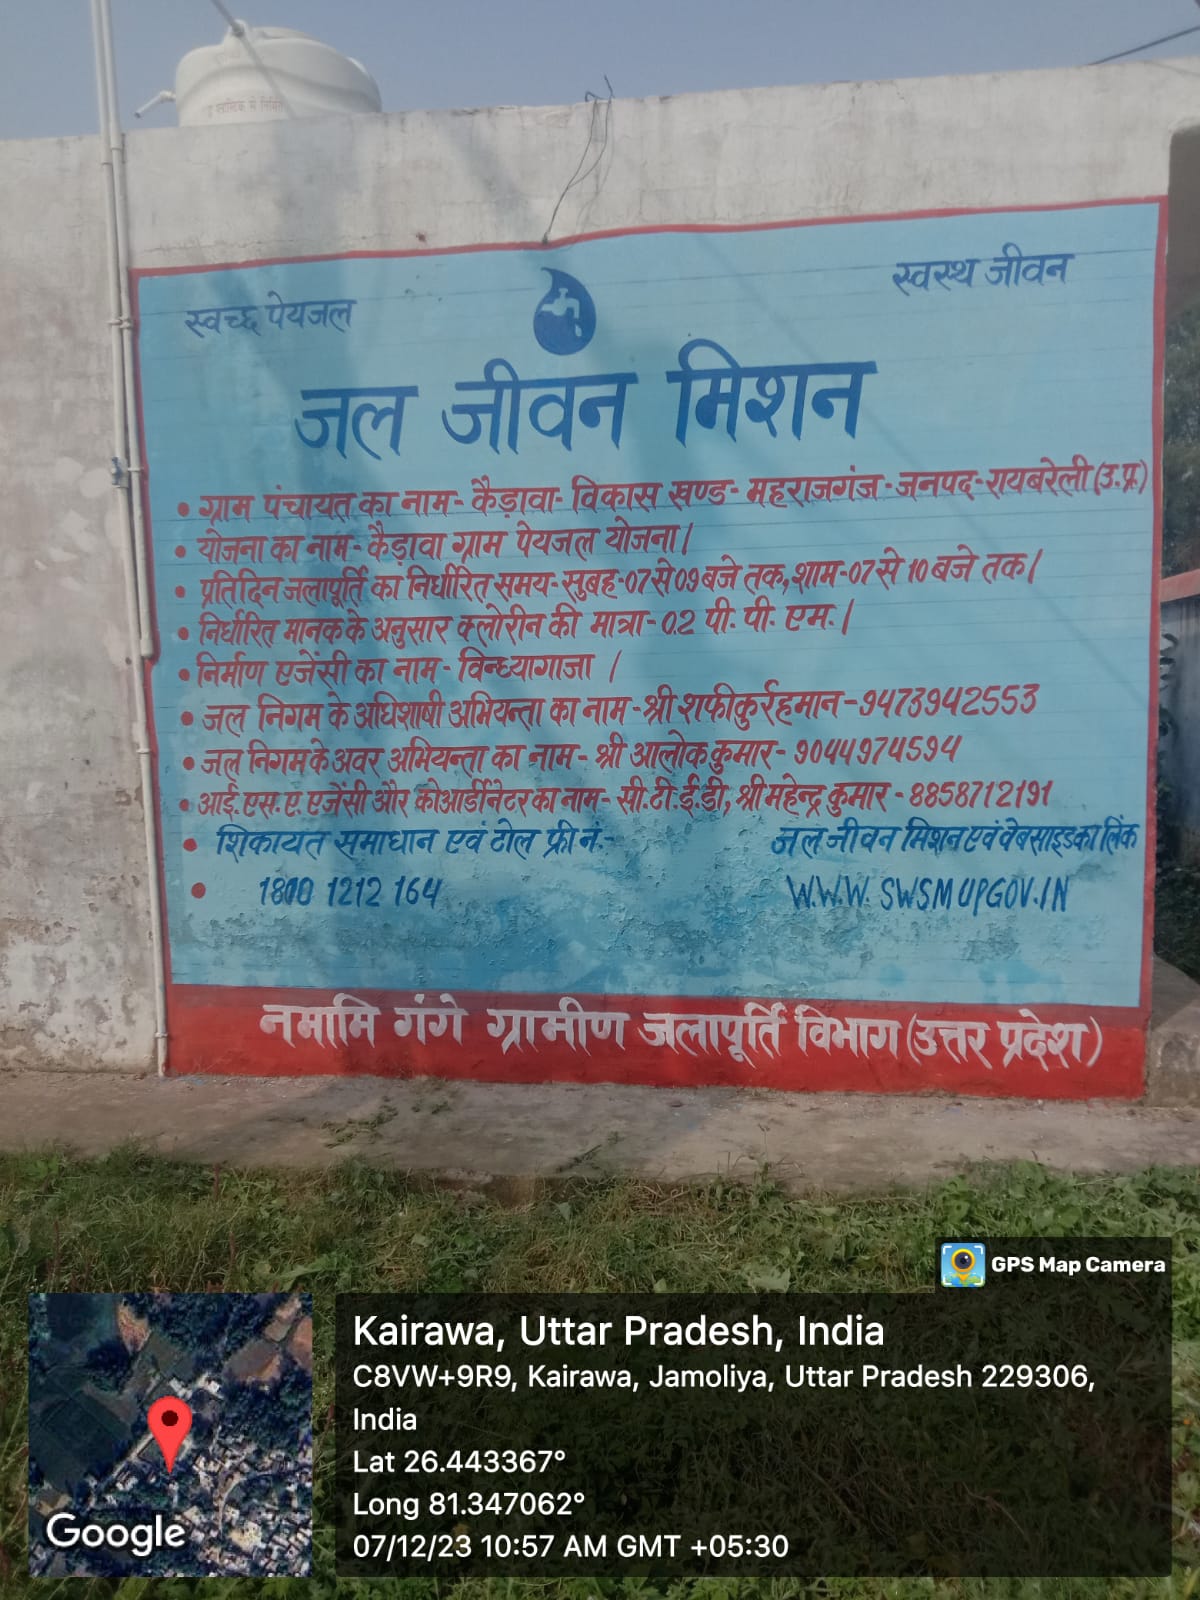 स्वच्छ पेयजल
स्वस्थ जीवन
जल जीवन मिशन
• ग्राम पंचायत का नाम- कैड़ावा- विकास खण्ड- महराजगंज- जनपद- रायबरेली (उ.प्र.)
• योजना का नाम- कैड़ावा ग्राम पेयजल योजना।
• प्रतिदिन जलापूर्ति का निर्धारित समय- सुबह-07 से 09 बजे तक, शाम-07 से 10 बजे तक।
• निर्धारित मानक के अनुसार क्लोरीन की मात्रा- 0.2 पी. पी. एम.।
• निर्माण एजेंसी का नाम- विन्ध्यागाजा ।
• जल निगम के अधिशाषी अभियन्ता का नाम - श्री शफीकुर्रहमान - 9473942553
• जल निगम के अवर अभियन्ता का नाम- श्री आलोक कुमार- 9044974594
• आई. एस. ए. एजेंसी और कोआर्डीनेटर का नाम- सी.टी.ई.डी, श्री महेन्द्र कुमार - 8858712191
• शिकायत समाधान एवं टोल फ्री नं.-
जल जीवन मिशन एवं वेबसाइड का लिंक
• 1800 1212 164
W.W.W. SWSMUPGOV.IN
नमामि गंगे ग्रामीण जलापूर्ति विभाग (उत्तर प्रदेश)
GPS Map Camera
Kairawa, Uttar Pradesh, India
C8VW+9R9, Kairawa, Jamoliya, Uttar Pradesh 229306,
India
Lat 26.443367°
Long 81.347062°
07/12/23 10:57 AM GMT +05:30
Google